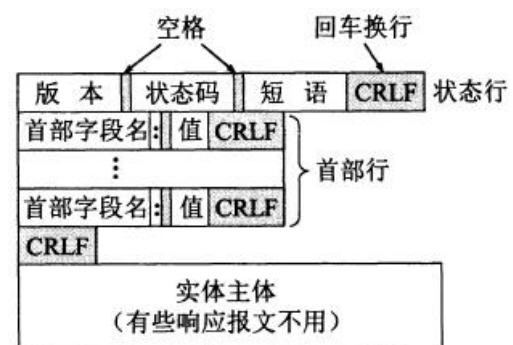 空格 回车换行
版 本 状态码 短 语 CRLF 状态行
首部字段名: 值 CRLF
⋮ 首部行
首部字段名: 值 CRLF
CRLF
实体主体
（有些响应报文不用）